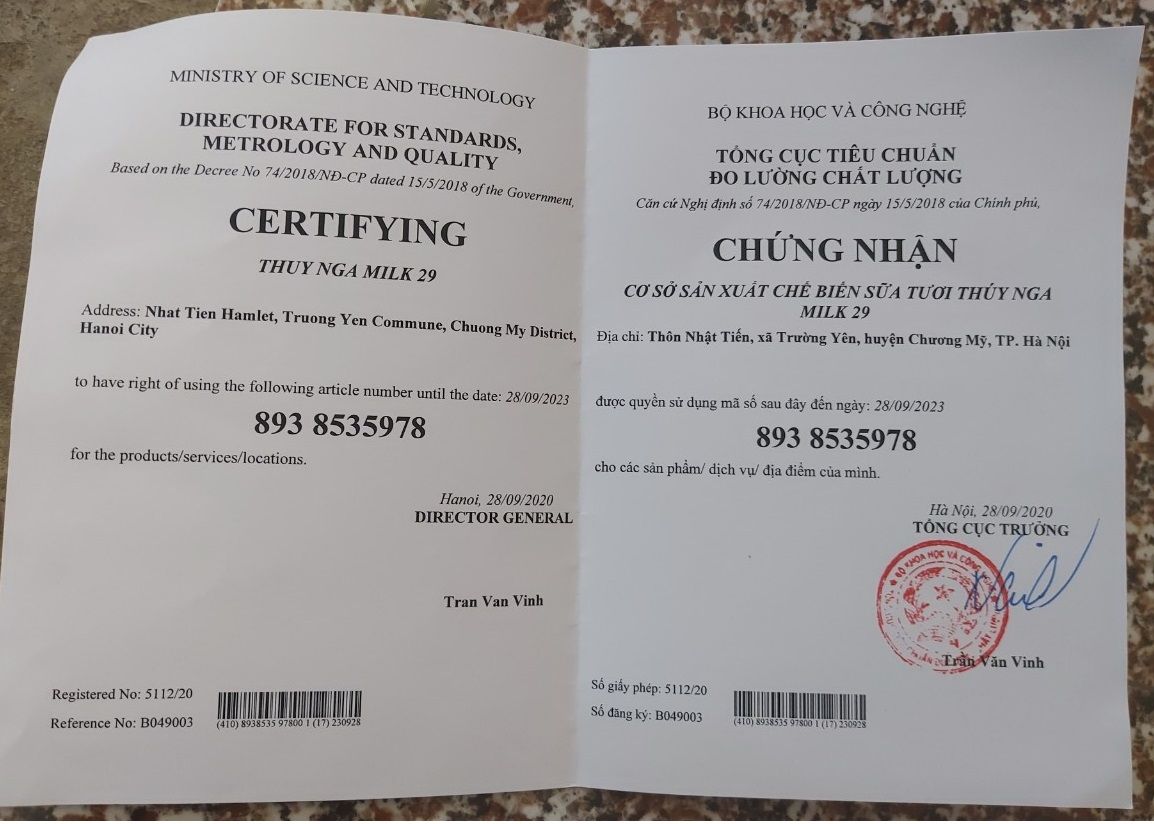 MINISTRY OF SCIENCE AND TECHNOLOGY
DIRECTORATE FOR STANDARDS,
METROLOGY AND QUALITY
Based on the Decree No 74/2018/NĐ-CP dated 15/5/2018 of the Government,
CERTIFYING
THUY NGA MILK 29
Address: Nhat Tien Hamlet, Truong Yen Commune, Chuong My District,
Hanoi City
to have right of using the following article number until the date: 28/09/2023
893 8535978
for the products/services/locations.
Hanoi, 28/09/2020
DIRECTOR GENERAL
Tran Van Vinh
Registered No: 5112/20
Reference No: B049003
(410) 8938535 97800 1 (17) 230928
BỘ KHOA HỌC VÀ CÔNG NGHỆ
TỔNG CỤC TIÊU CHUẨN
ĐO LƯỜNG CHẤT LƯỢNG
Căn cứ Nghị định số 74/2018/NĐ-CP ngày 15/5/2018 của Chính phủ,
CHỨNG NHẬN
CƠ SỞ SẢN XUẤT CHẾ BIẾN SỮA TƯƠI THÚY NGA
MILK 29
Địa chỉ: Thôn Nhật Tiến, xã Trường Yên, huyện Chương Mỹ, TP. Hà Nội
được quyền sử dụng mã số sau đây đến ngày: 28/09/2023
893 8535978
cho các sản phẩm/ dịch vụ/ địa điểm của mình.
Hà Nội, 28/09/2020
TỔNG CỤC TRƯỞNG
BỘ KHOA HỌC VÀ CÔNG
Trần Văn Vinh
Số giấy phép: 5112/20
Số đăng ký: B049003
(410) 8938535 97800 1 (17) 230928